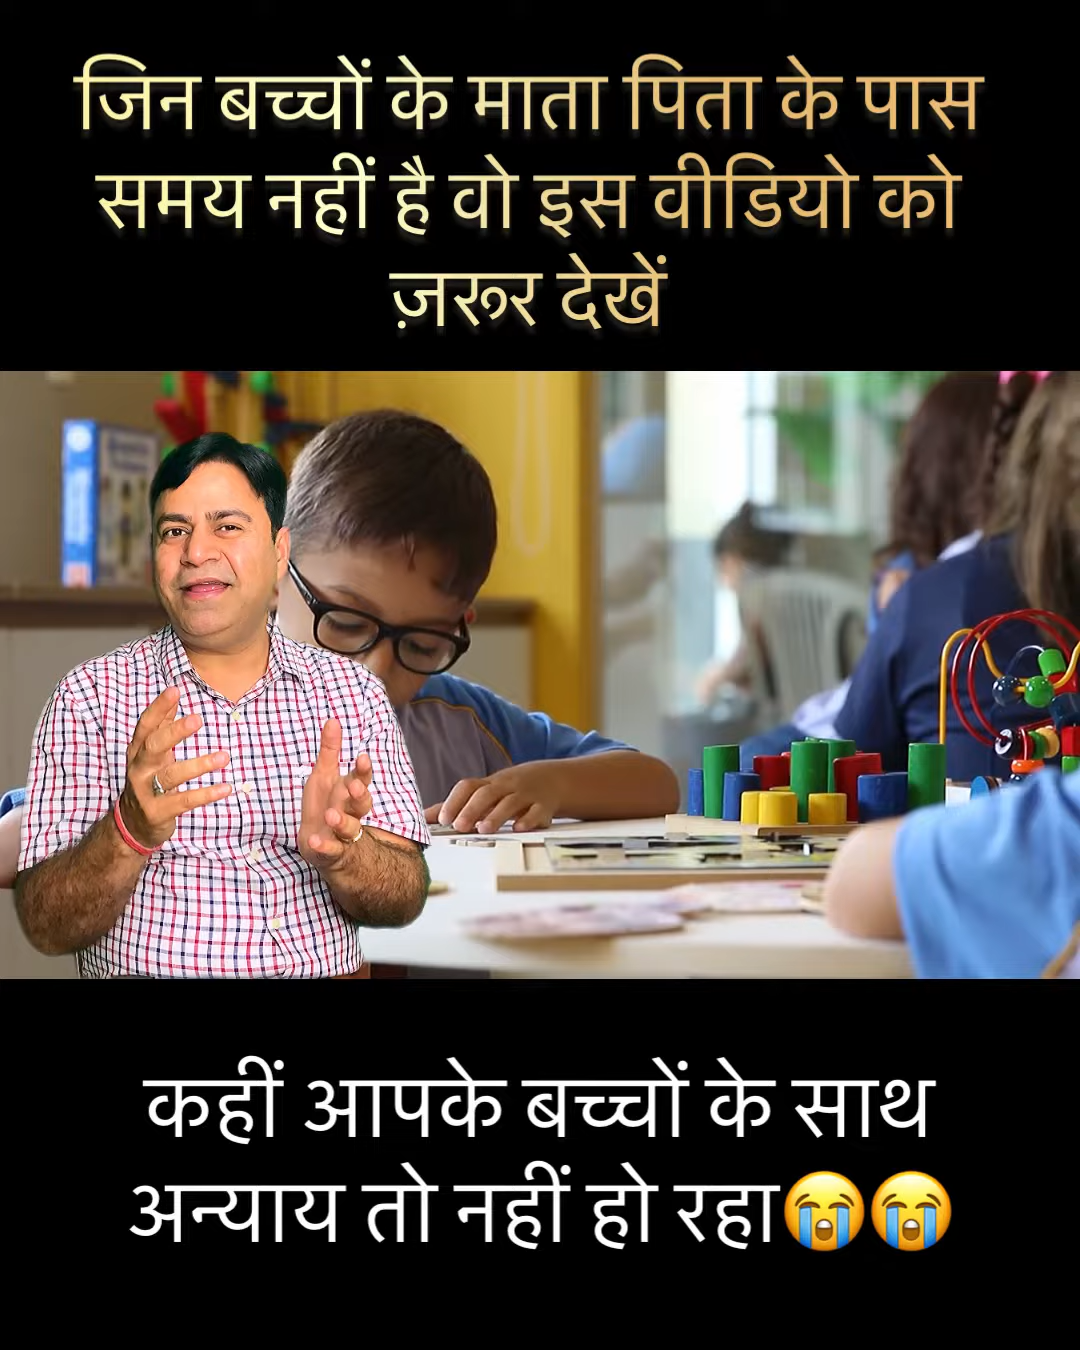 जिन बच्चों के माता पिता के पास
समय नहीं है वो इस वीडियो को
ज़रूर देखें
कहीं आपके बच्चों के साथ
अन्याय तो नहीं हो रहा😭😭